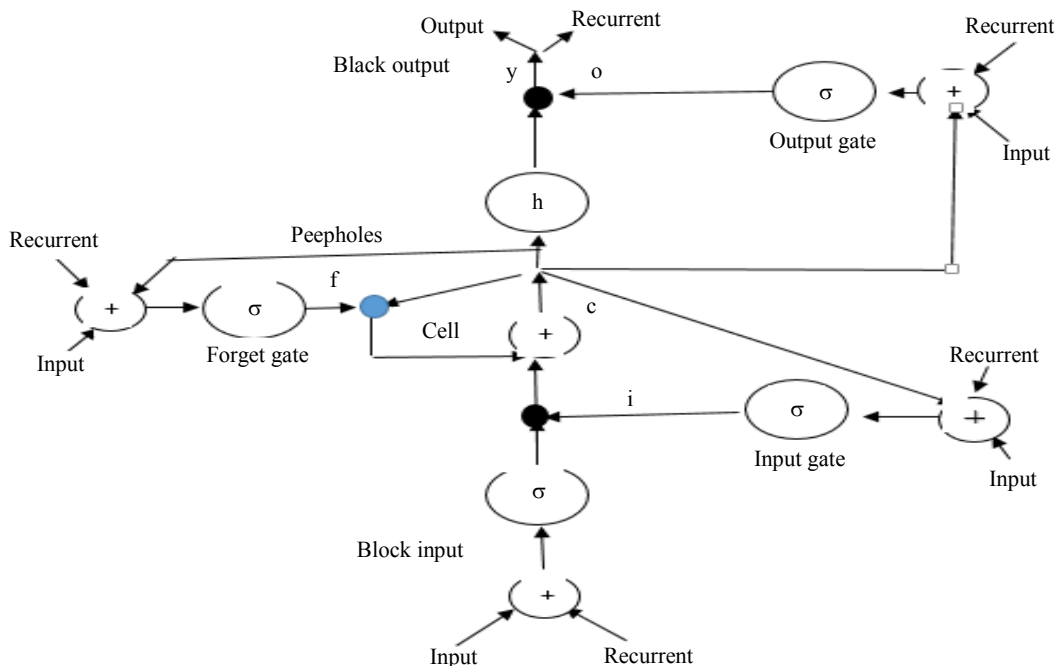 Output
Recurrent
Black output
y
o
σ
+
Recurrent
Output gate
Input
h
Recurrent
Peepholes
+
σ
f
Input
Forget gate
Cell
+
c
Recurrent
i
σ
+
Input gate
Input
σ
Block input
+
Input
Recurrent